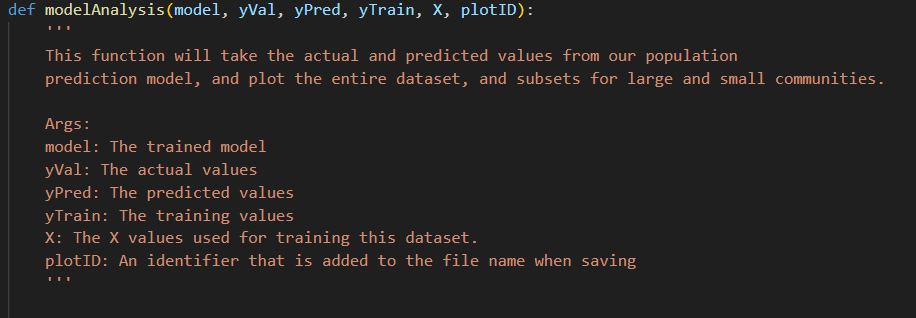 def modelAnalysis(model, yVal, yPred, yTrain, X, plotID):
'''
This function will take the actual and predicted values from our population
prediction model, and plot the entire dataset, and subsets for large and small communities.
Args:
model: The trained model
yVal: The actual values
yPred: The predicted values
yTrain: The training values
X: The X values used for training this dataset.
plotID: An identifier that is added to the file name when saving
'''